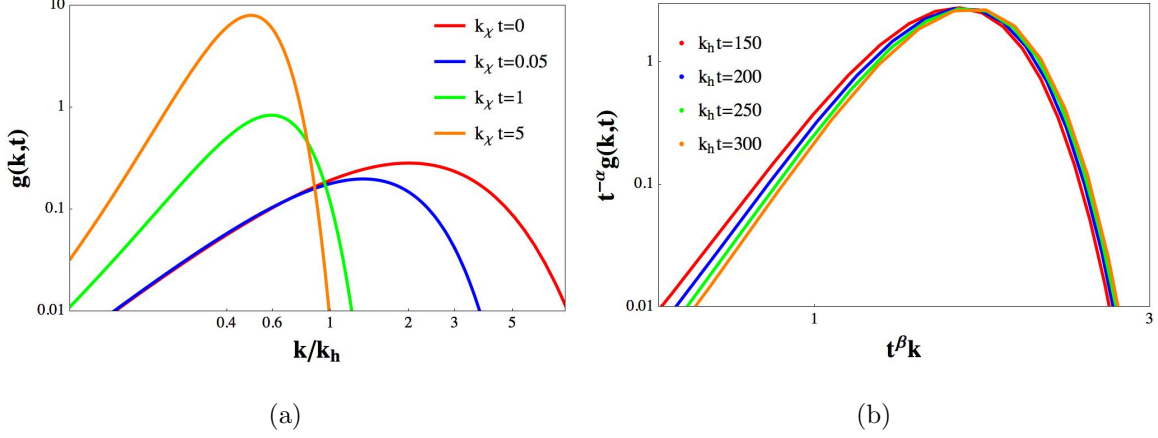 10
1
0.1
0.01
g(k,t)
k_χ t=0
k_χ t=0.05
k_χ t=1
k_χ t=5
0.4 0.6 1 2 3 5
k/k_h
(a)
1
0.1
0.01
t^{-α}g(k,t)
k_h t=150
k_h t=200
k_h t=250
k_h t=300
1 3
t^β k
(b)